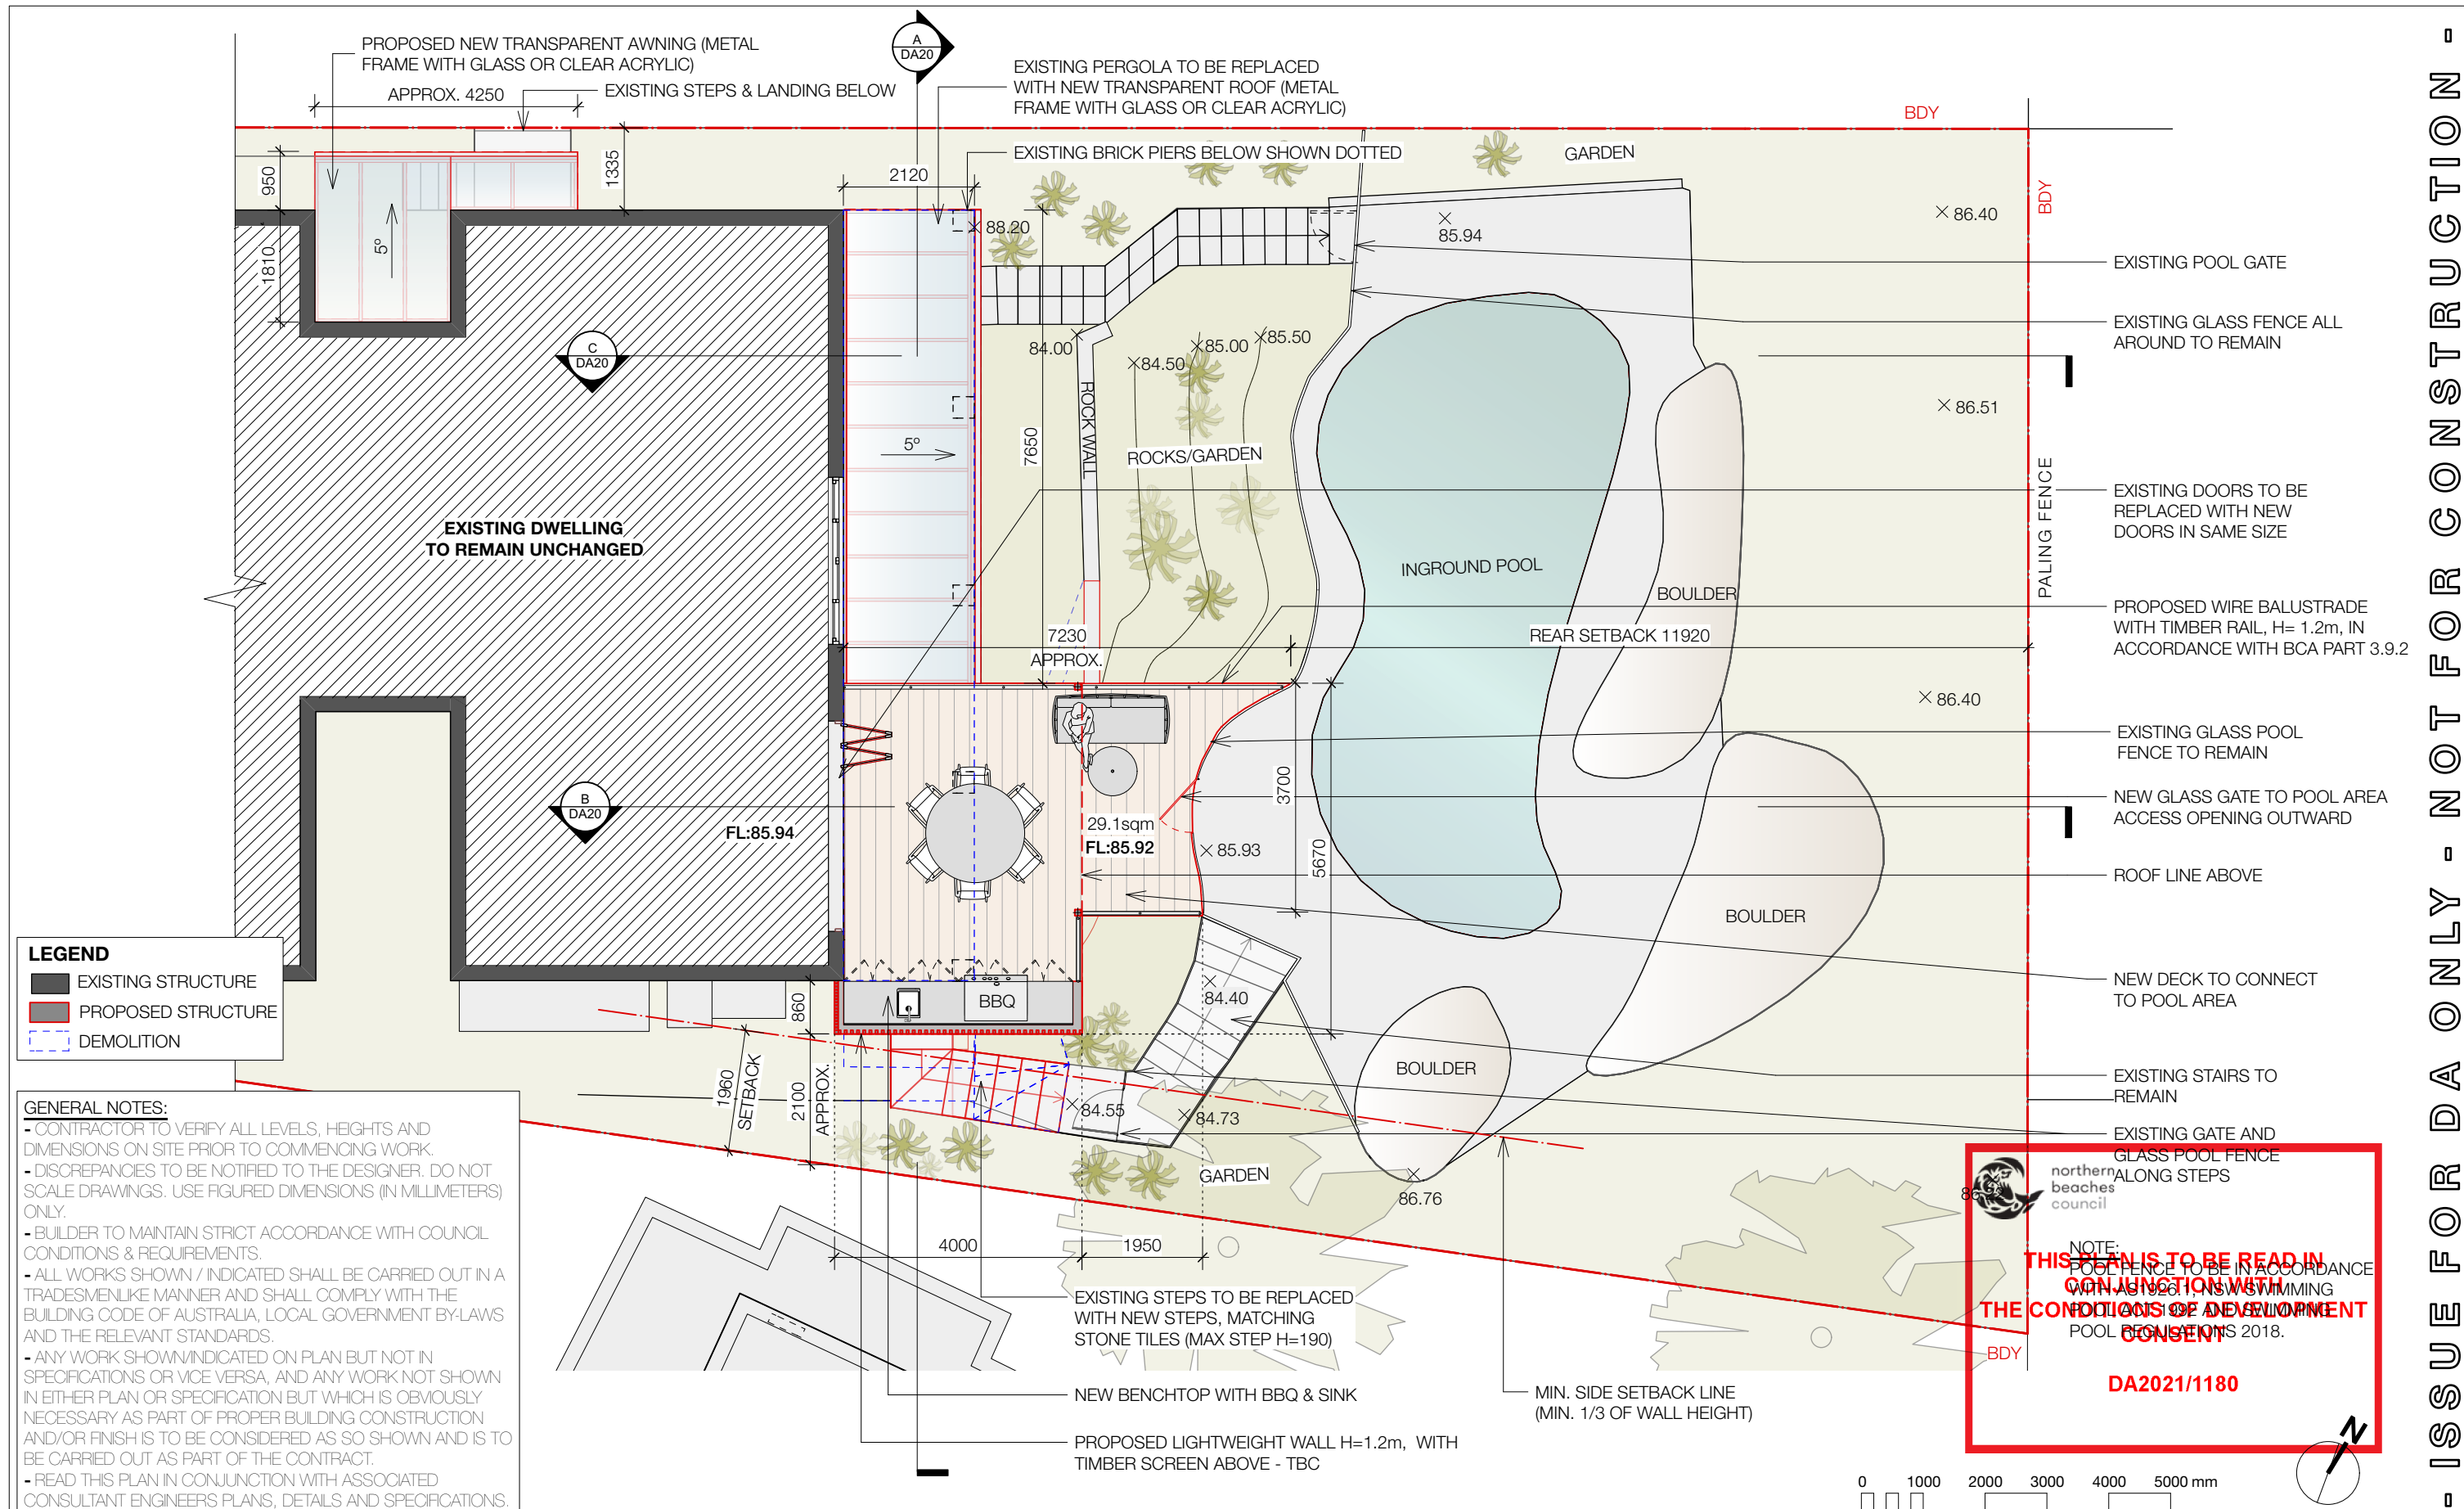 PROPOSED NEW TRANSPARENT AWNING (METAL
FRAME WITH GLASS OR CLEAR ACRYLIC)
APPROX. 4250
EXISTING STEPS & LANDING BELOW
A
DA20
EXISTING PERGOLA TO BE REPLACED
WITH NEW TRANSPARENT ROOF (METAL
FRAME WITH GLASS OR CLEAR ACRYLIC)
BDY
EXISTING BRICK PIERS BELOW SHOWN DOTTED
GARDEN
950
1335
2120
BDY
86.40
88.20
85.94
1810
5°
EXISTING POOL GATE
EXISTING GLASS FENCE ALL
AROUND TO REMAIN
C
DA20
84.00
84.50
85.00
85.50
ROCK WALL
86.51
7650
5°
ROCKS/GARDEN
PALING FENCE
EXISTING DOORS TO BE
REPLACED WITH NEW
DOORS IN SAME SIZE
EXISTING DWELLING
TO REMAIN UNCHANGED
INGROUND POOL
BOULDER
PROPOSED WIRE BALUSTRADE
WITH TIMBER RAIL, H= 1.2m, IN
ACCORDANCE WITH BCA PART 3.9.2
7230
APPROX.
REAR SETBACK 11920
86.40
EXISTING GLASS POOL
FENCE TO REMAIN
3700
NEW GLASS GATE TO POOL AREA
ACCESS OPENING OUTWARD
B
DA20
FL:85.94
29.1sqm
FL:85.92
85.93
5670
ROOF LINE ABOVE
BOULDER
LEGEND
EXISTING STRUCTURE
PROPOSED STRUCTURE
DEMOLITION
BBQ
84.40
860
NEW DECK TO CONNECT
TO POOL AREA
BOULDER
EXISTING STAIRS TO
REMAIN
1960
SETBACK
2100
APPROX.
84.55
84.73
EXISTING GATE AND
GLASS POOL FENCE
ALONG STEPS
GARDEN
86.76
GENERAL NOTES:
- CONTRACTOR TO VERIFY ALL LEVELS, HEIGHTS AND
DIMENSIONS ON SITE PRIOR TO COMMENCING WORK.
- DISCREPANCIES TO BE NOTIFIED TO THE DESIGNER. DO NOT
SCALE DRAWINGS. USE FIGURED DIMENSIONS (IN MILLIMETERS)
ONLY.
- BUILDER TO MAINTAIN STRICT ACCORDANCE WITH COUNCIL
CONDITIONS & REQUIREMENTS.
- ALL WORKS SHOWN / INDICATED SHALL BE CARRIED OUT IN A
TRADESMENLIKE MANNER AND SHALL COMPLY WITH THE
BUILDING CODE OF AUSTRALIA, LOCAL GOVERNMENT BY-LAWS
AND THE RELEVANT STANDARDS.
- ANY WORK SHOWN/INDICATED ON PLAN BUT NOT IN
SPECIFICATIONS OR VICE VERSA, AND ANY WORK NOT SHOWN
IN EITHER PLAN OR SPECIFICATION BUT WHICH IS OBVIOUSLY
NECESSARY AS PART OF PROPER BUILDING CONSTRUCTION
AND/OR FINISH IS TO BE CONSIDERED AS SO SHOWN AND IS TO
BE CARRIED OUT AS PART OF THE CONTRACT.
- READ THIS PLAN IN CONJUNCTION WITH ASSOCIATED
CONSULTANT ENGINEERS PLANS, DETAILS AND SPECIFICATIONS.
4000
1950
EXISTING STEPS TO BE REPLACED
WITH NEW STEPS, MATCHING
STONE TILES (MAX STEP H=190)
NEW BENCHTOP WITH BBQ & SINK
PROPOSED LIGHTWEIGHT WALL H=1.2m, WITH
TIMBER SCREEN ABOVE - TBC
MIN. SIDE SETBACK LINE
(MIN. 1/3 OF WALL HEIGHT)
northern
beaches
council
NOTE:
POOL FENCE TO BE IN ACCORDANCE
WITH AS1926.1, NSW SWIMMING
POOL ACT 1992 AND SWIMMING
POOL REGULATIONS 2018.
THIS PLAN IS TO BE READ IN
CONJUNCTION WITH
THE CONDITIONS OF DEVELOPMENT
CONSENT
DA2021/1180
BDY
N
0 1000 2000 3000 4000 5000 mm
- ISSUE FOR DA ONLY - NOT FOR CONSTRUCTION -